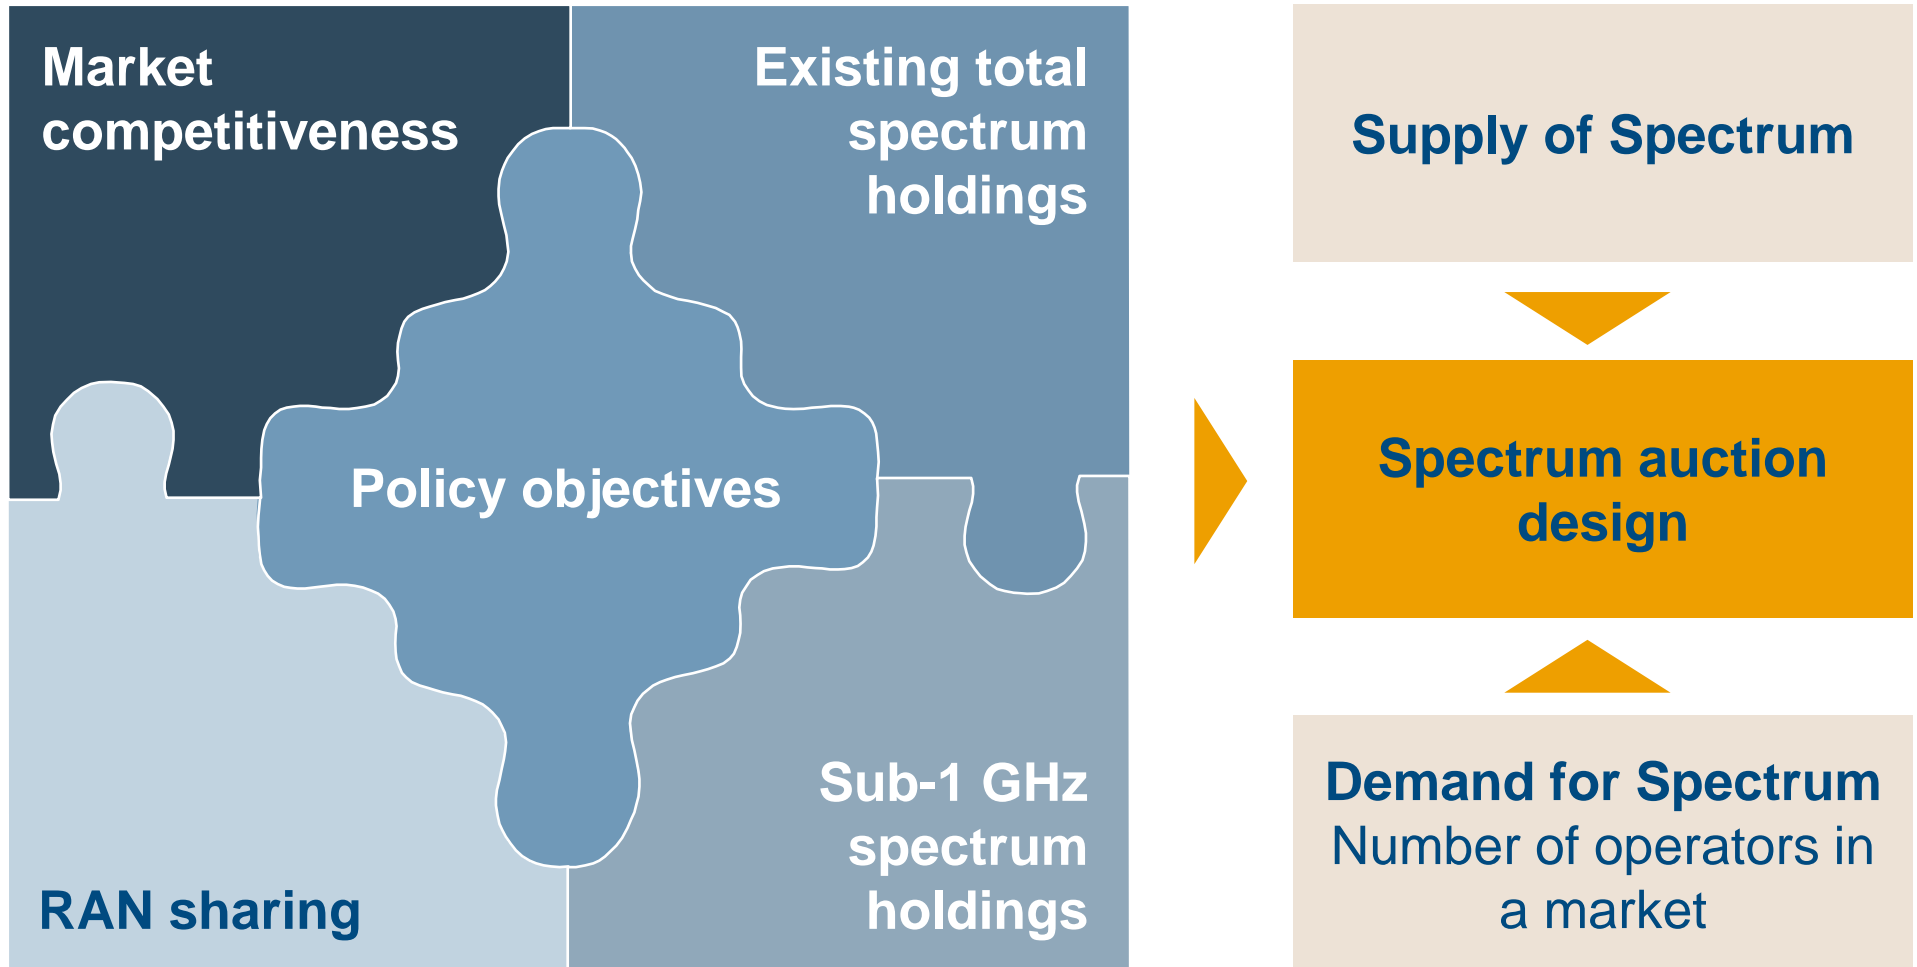 Market
competitiveness
Existing total
spectrum
holdings
Policy objectives
RAN sharing
Sub-1 GHz
spectrum
holdings
Supply of Spectrum
Spectrum auction
design
Demand for Spectrum
Number of operators in
a market